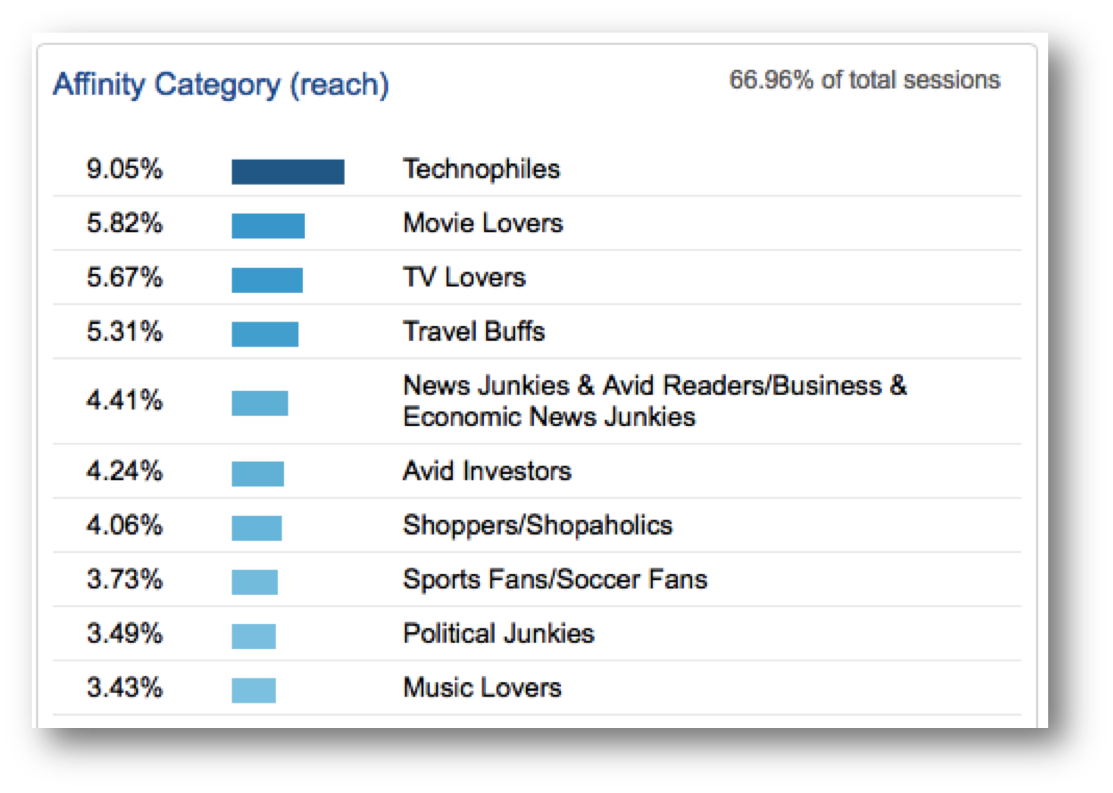 Affinity Category (reach)
66.96% of total sessions
9.05% Technophiles
5.82% Movie Lovers
5.67% TV Lovers
5.31% Travel Buffs
4.41% News Junkies & Avid Readers/Business &
Economic News Junkies
4.24% Avid Investors
4.06% Shoppers/Shopaholics
3.73% Sports Fans/Soccer Fans
3.49% Political Junkies
3.43% Music Lovers